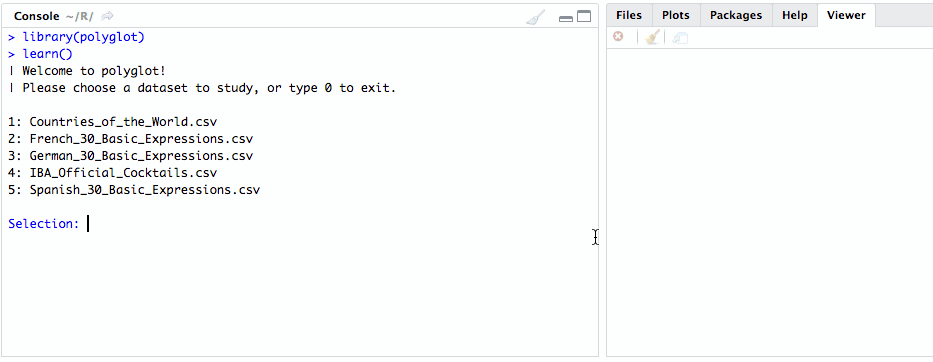 Console ~/R/
> library(polyglot)
> learn()
| Welcome to polyglot!
| Please choose a dataset to study, or type 0 to exit.
1: Countries_of_the_World.csv
2: French_30_Basic_Expressions.csv
3: German_30_Basic_Expressions.csv
4: IBA_Official_Cocktails.csv
5: Spanish_30_Basic_Expressions.csv
Selection:
Files Plots Packages Help Viewer